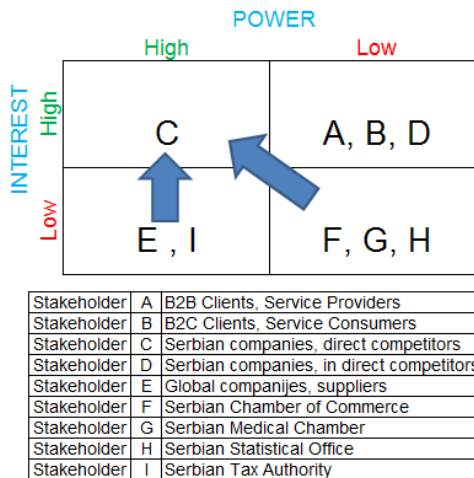 POWER
High Low
INTEREST
High
C A, B, D
Low
E , I F, G, H
Stakeholder A B2B Clients, Service Providers
Stakeholder B B2C Clients, Service Consumers
Stakeholder C Serbian companies, direct competitors
Stakeholder D Serbian companies, in direct competitors
Stakeholder E Global companijes, suppliers
Stakeholder F Serbian Chamber of Commerce
Stakeholder G Serbian Medical Chamber
Stakeholder H Serbian Statistical Office
Stakeholder I Serbian Tax Authority